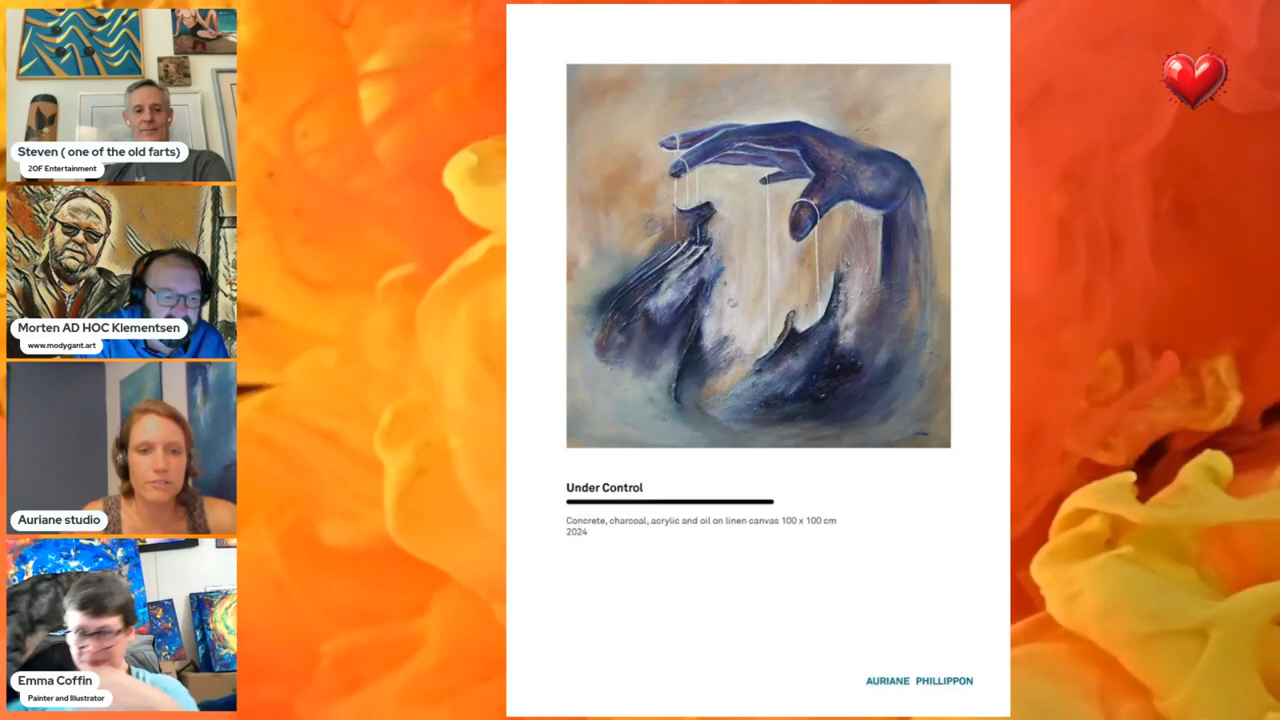 Steven ( one of the old farts)
2OF Entertainment
Morten AD HOC Klementsen
www.modygant.art
Auriane studio
Emma Coffin
Painter and Illustrator
Under Control
Concrete, charcoal, acrylic and oil on linen canvas 100 x 100 cm
2024
AURIANE PHILLIPPON